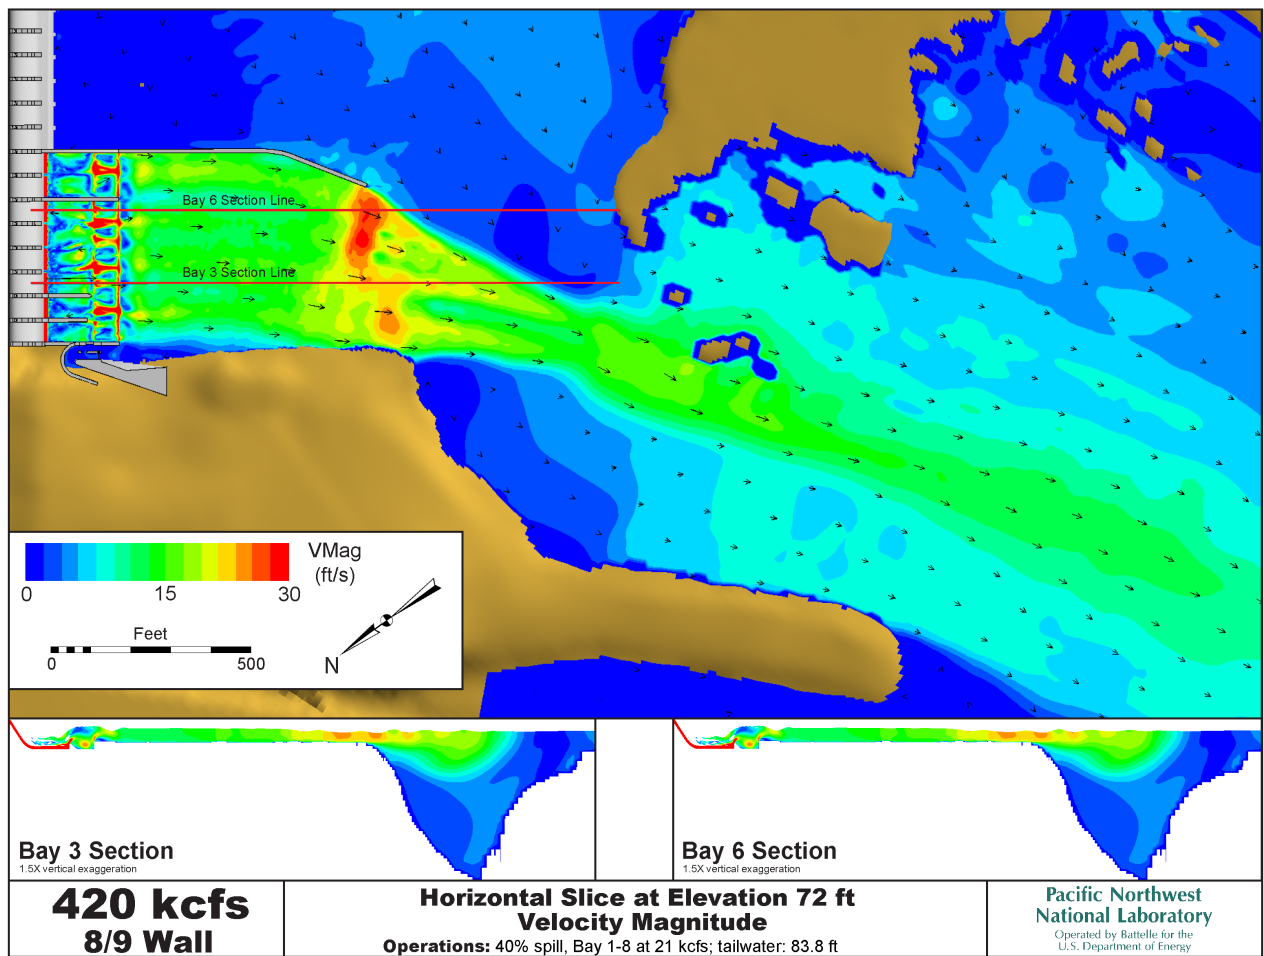 Bay 6 Section Line
Bay 3 Section Line
VMag
(ft/s)
0 15 30
Feet
0 500
N
Bay 3 Section
1.5X vertical exaggeration
Bay 6 Section
1.5X vertical exaggeration
420 kcfs
8/9 Wall
Horizontal Slice at Elevation 72 ft
Velocity Magnitude
Operations: 40% spill, Bay 1-8 at 21 kcfs; tailwater: 83.8 ft
Pacific Northwest
National Laboratory
Operated by Battelle for the
U.S. Department of Energy